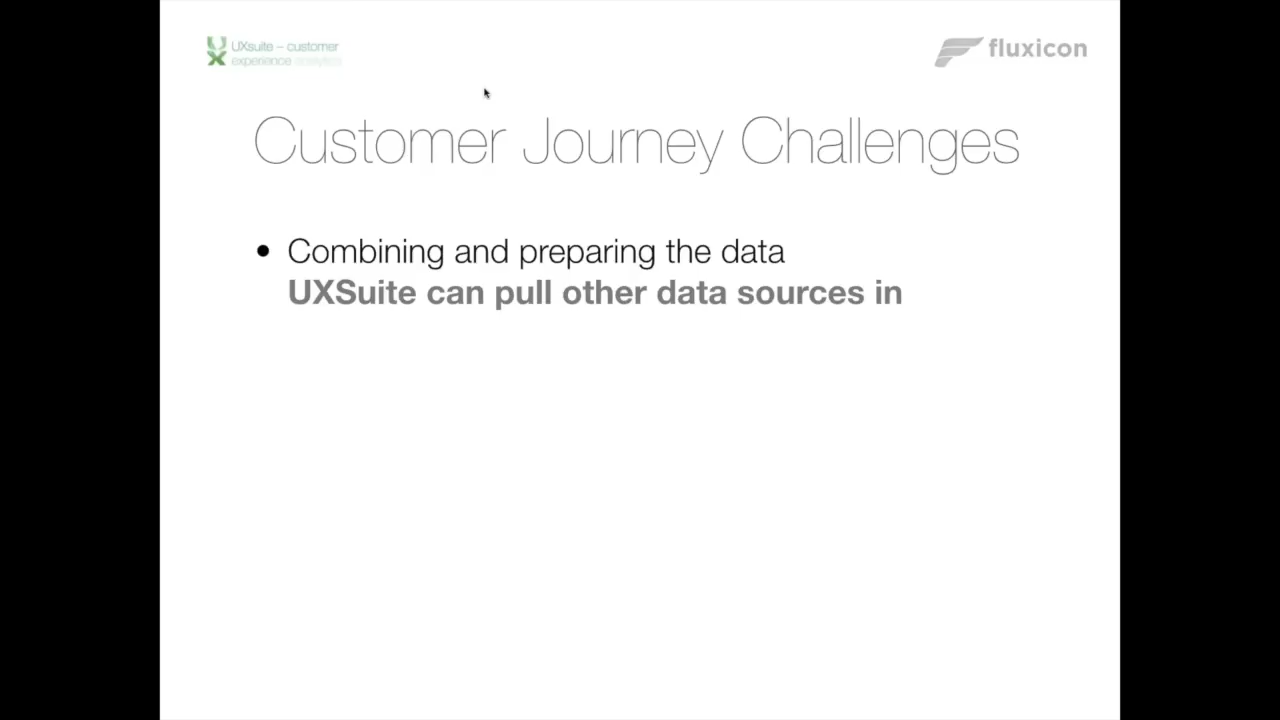 UXsuite – customer
experience analytics
fluxicon
Customer Journey Challenges
• Combining and preparing the data
UXSuite can pull other data sources in